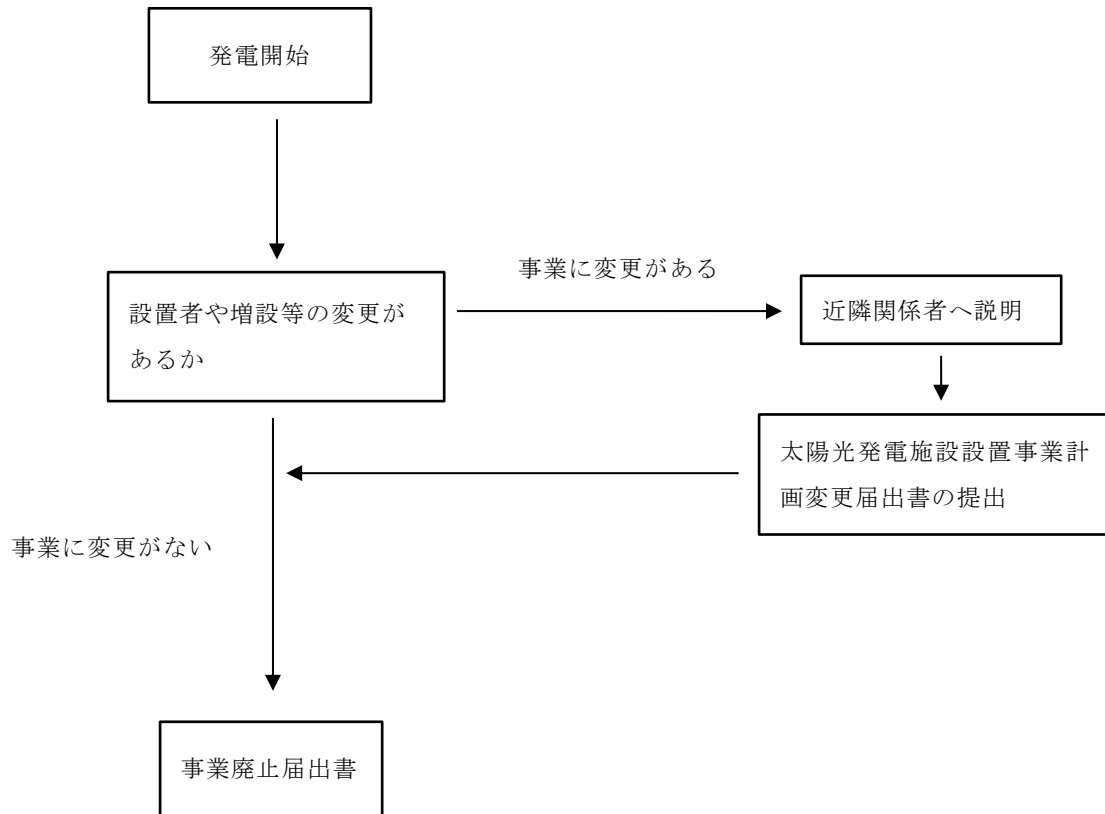 発電開始
事業に変更がある
設置者や増設等の変更が
あるか
近隣関係者へ説明
太陽光発電施設設置事業計
画変更届出書の提出
事業に変更がない
事業廃止届出書